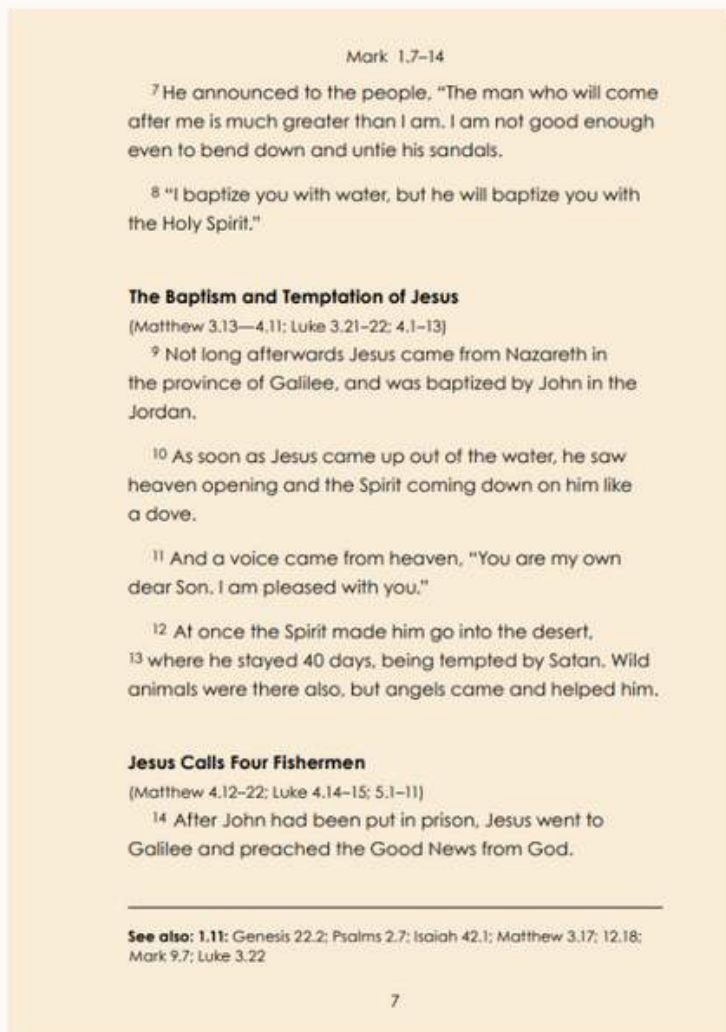 Mark 1.7–14
7 He announced to the people, “The man who will come
after me is much greater than I am. I am not good enough
even to bend down and untie his sandals.
8 “I baptize you with water, but he will baptize you with
the Holy Spirit.”
The Baptism and Temptation of Jesus
(Matthew 3.13—4.11; Luke 3.21–22; 4.1–13)
9 Not long afterwards Jesus came from Nazareth in
the province of Galilee, and was baptized by John in the
Jordan.
10 As soon as Jesus came up out of the water, he saw
heaven opening and the Spirit coming down on him like
a dove.
11 And a voice came from heaven, “You are my own
dear Son. I am pleased with you.”
12 At once the Spirit made him go into the desert,
13 where he stayed 40 days, being tempted by Satan. Wild
animals were there also, but angels came and helped him.
Jesus Calls Four Fishermen
(Matthew 4.12–22; Luke 4.14–15; 5.1–11)
14 After John had been put in prison, Jesus went to
Galilee and preached the Good News from God.
See also: 1.11: Genesis 22.2; Psalms 2.7; Isaiah 42.1; Matthew 3.17; 12.18;
Mark 9.7; Luke 3.22
7